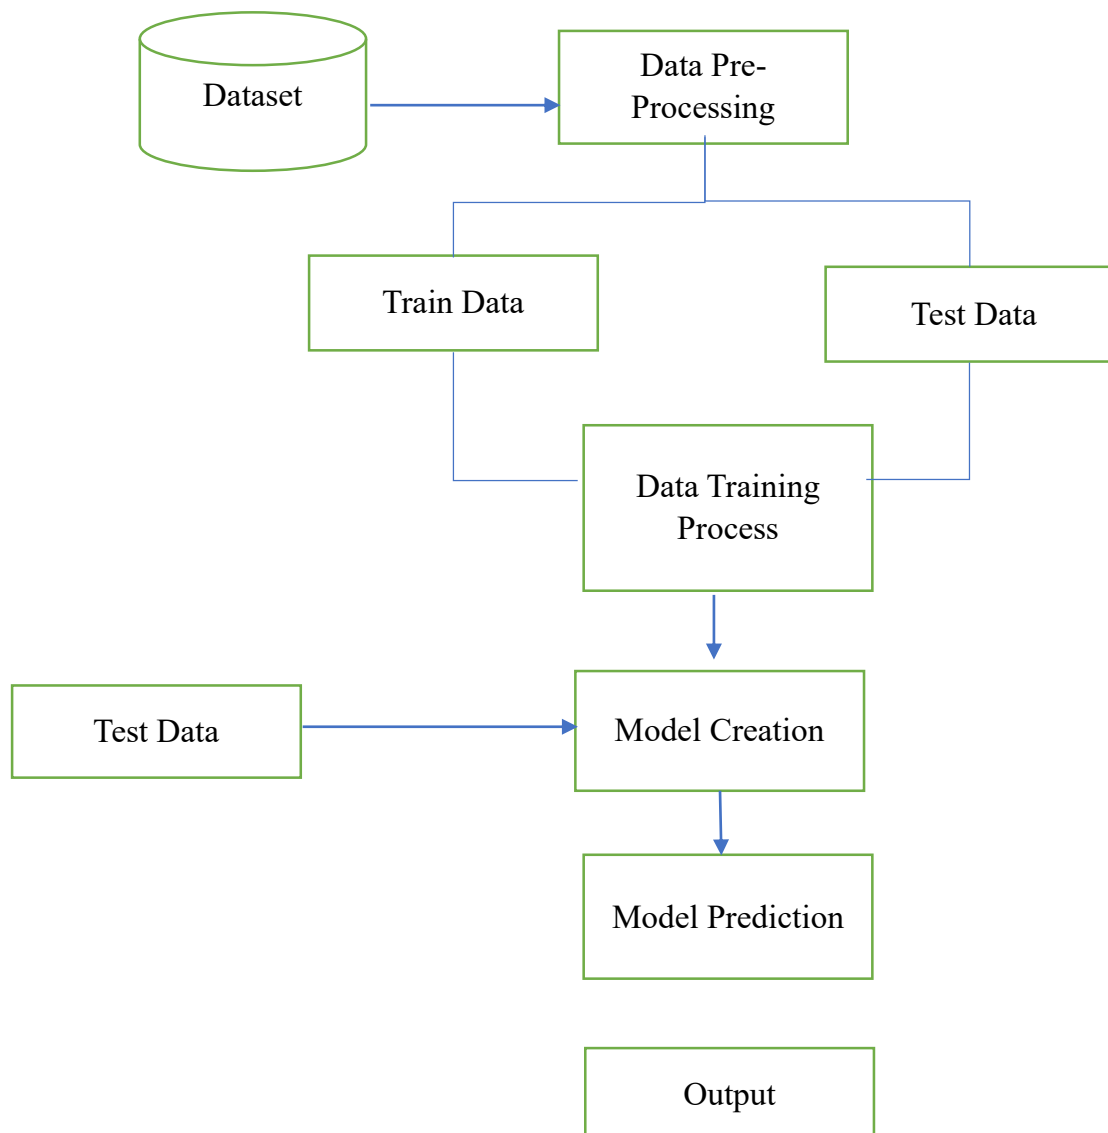 Dataset
Data Pre-
Processing
Train Data
Test Data
Data Training
Process
Test Data
Model Creation
Model Prediction
Output